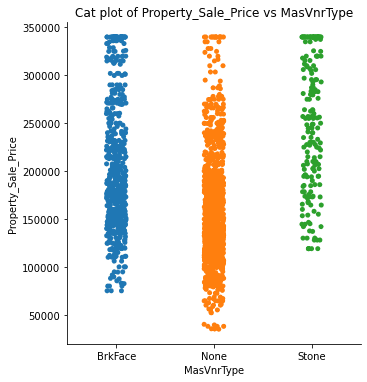 Cat plot of Property_Sale_Price vs MasVnrType
350000
300000
250000
200000
150000
100000
50000
Property_Sale_Price
BrkFace
None
Stone
MasVnrType